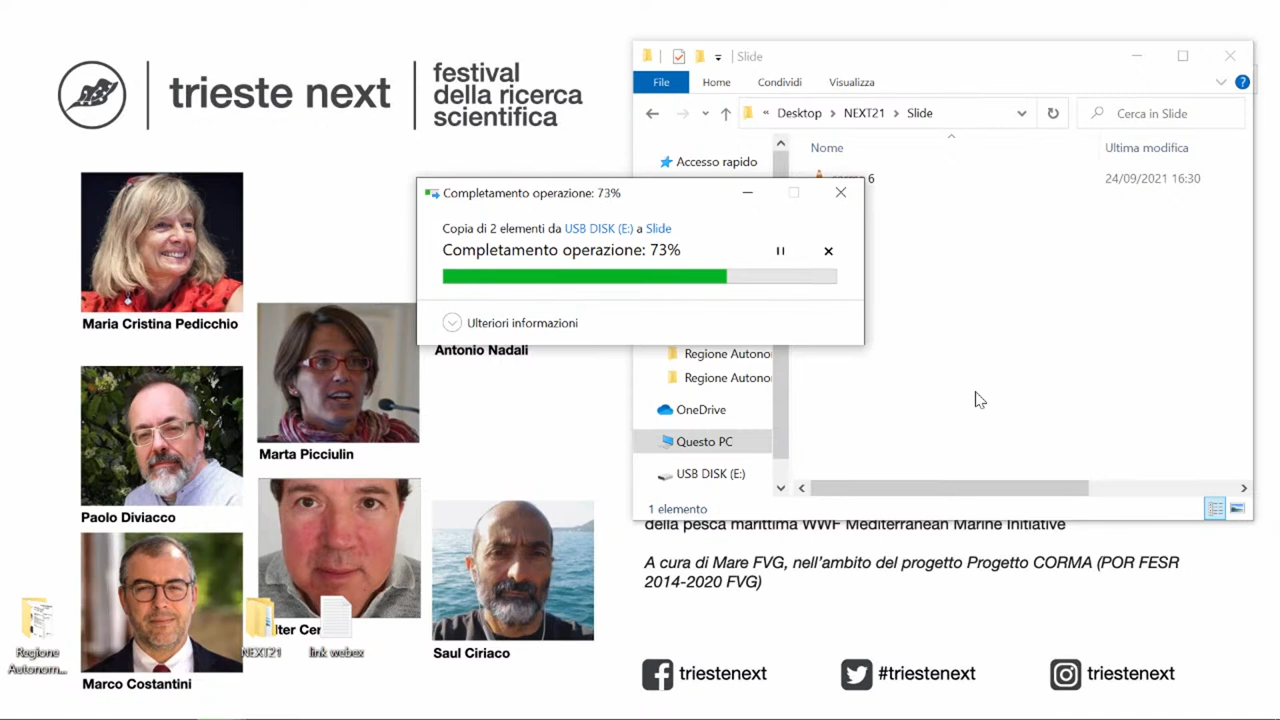 trieste next
festival
della ricerca
scientifica
Maria Cristina Pedicchio
Antonio Nadali
Marta Picciulin
Paolo Diviacco
Saul Ciriaco
Marco Costantini
Regione
Autonom...
NEXT21
link webex
Slide
File
Home
Condividi
Visualizza
« Desktop > NEXT21 > Slide
Cerca in Slide
Accesso rapido
Nome
Ultima modifica
6
24/09/2021 16:30
Completamento operazione: 73%
Copia di 2 elementi da USB DISK (E:) a Slide
Completamento operazione: 73%
Ulteriori informazioni
Regione Autono
Regione Autono
OneDrive
Questo PC
USB DISK (E:)
1 elemento
della pesca marittima WWF Mediterranean Marine Initiative
A cura di Mare FVG, nell'ambito del progetto Progetto CORMA (POR FESR
2014-2020 FVG)
triestenext
#triestenext
triestenext